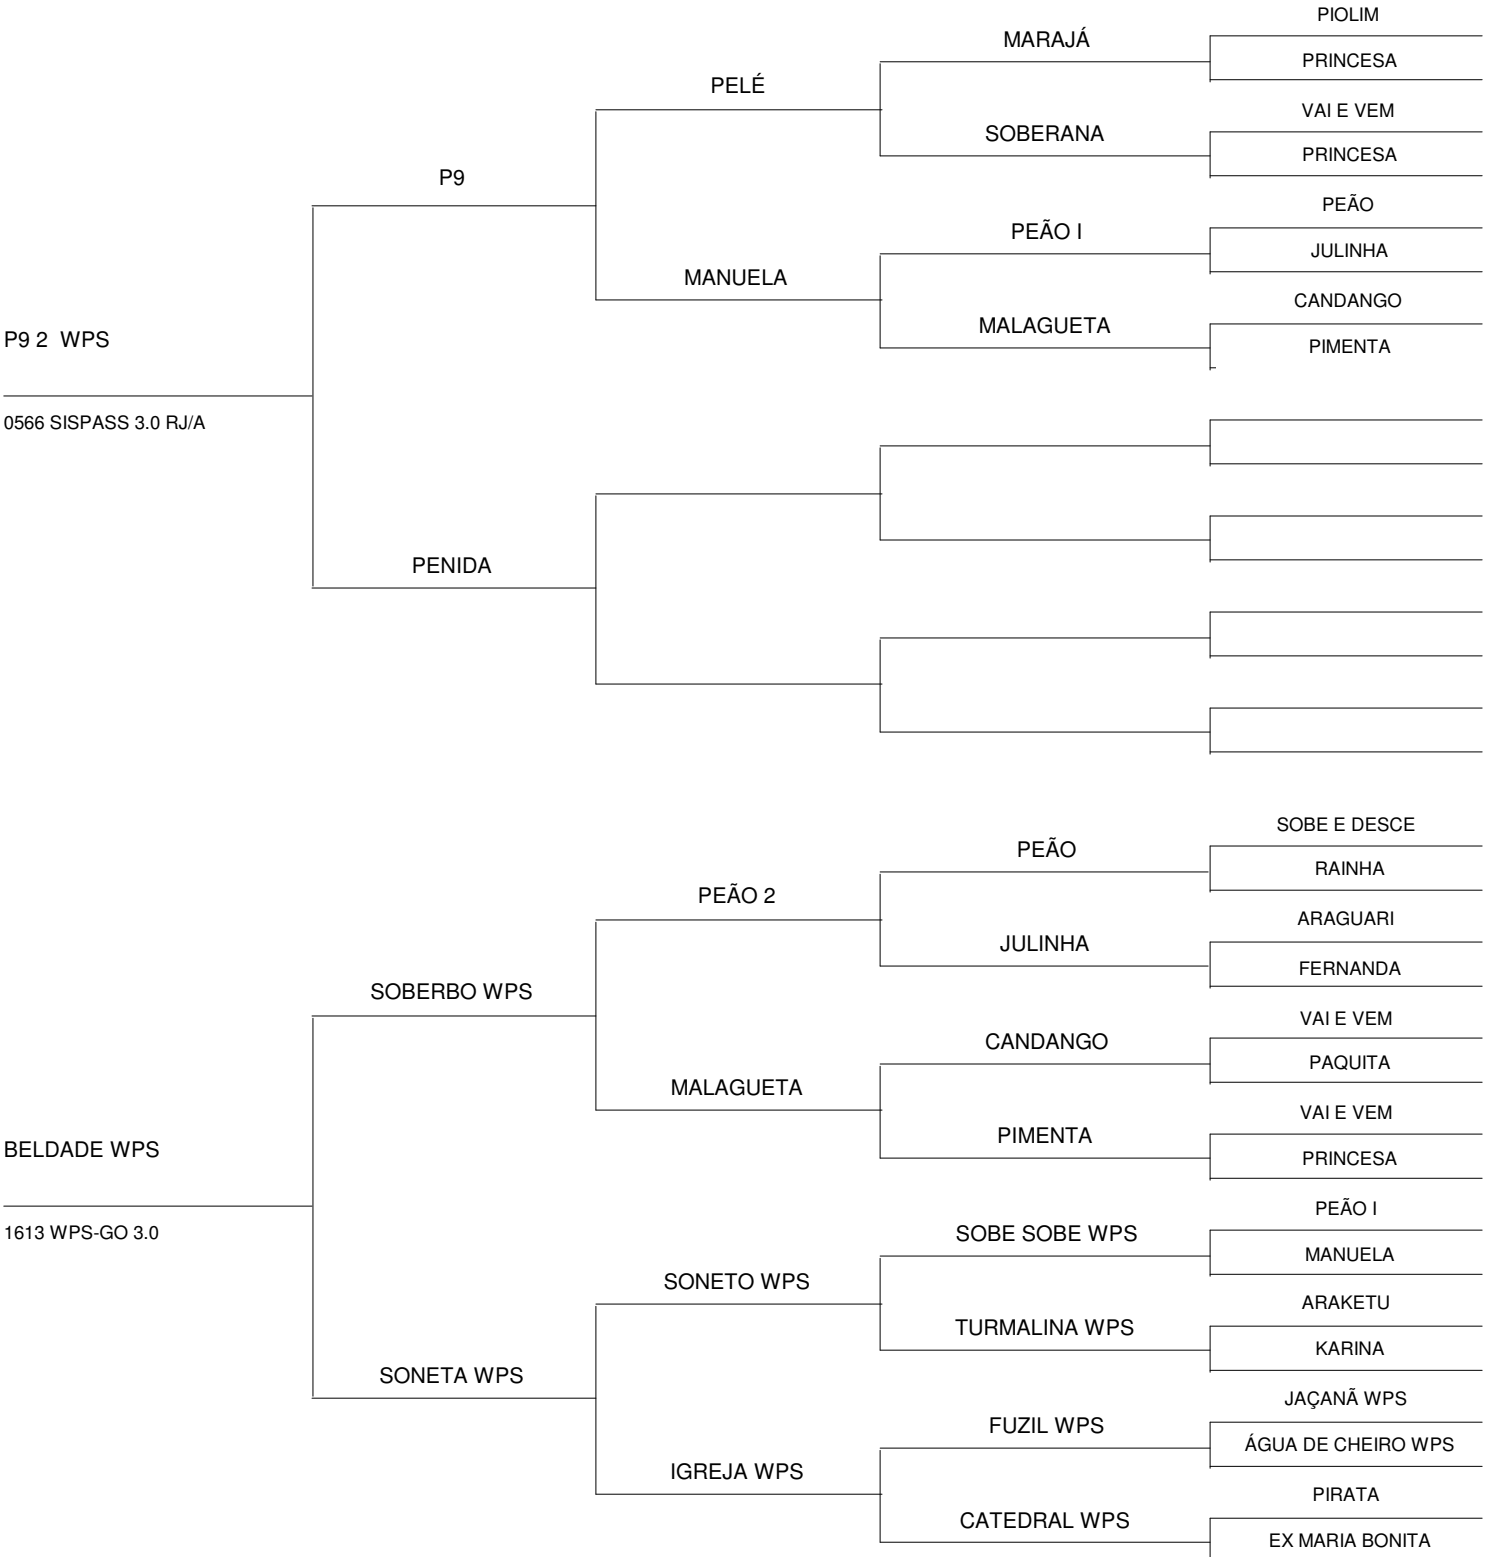 PIOLIM
MARAJÁ
PRINCESA
PELÉ
VAI E VEM
SOBERANA
PRINCESA
P9
PEÃO
PEÃO I
JULINHA
MANUELA
CANDANGO
MALAGUETA
PIMENTA
P9 2  WPS
0566 SISPASS 3.0 RJ/A
PENIDA
SOBE E DESCE
PEÃO
RAINHA
PEÃO 2
ARAGUARI
JULINHA
FERNANDA
SOBERBO WPS
VAI E VEM
CANDANGO
PAQUITA
MALAGUETA
VAI E VEM
PIMENTA
PRINCESA
BELDADE WPS
1613 WPS-GO 3.0
PEÃO I
SOBE SOBE WPS
MANUELA
SONETO WPS
ARAKETU
TURMALINA WPS
KARINA
SONETA WPS
JAÇANÃ WPS
FUZIL WPS
ÁGUA DE CHEIRO WPS
IGREJA WPS
PIRATA
CATEDRAL WPS
EX MARIA BONITA